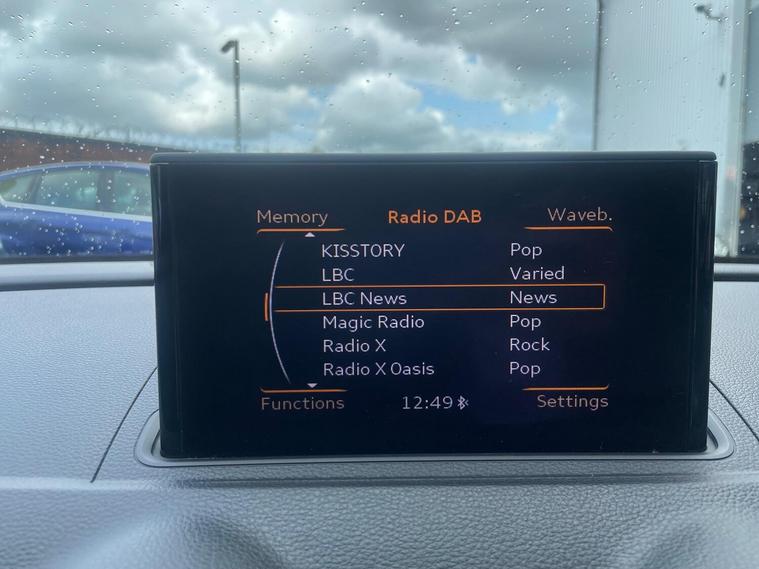 Memory Radio DAB Waveb.
KISSTORY Pop
LBC Varied
LBC News News
Magic Radio Pop
Radio X Rock
Radio X Oasis Pop
Functions 12:49 Settings